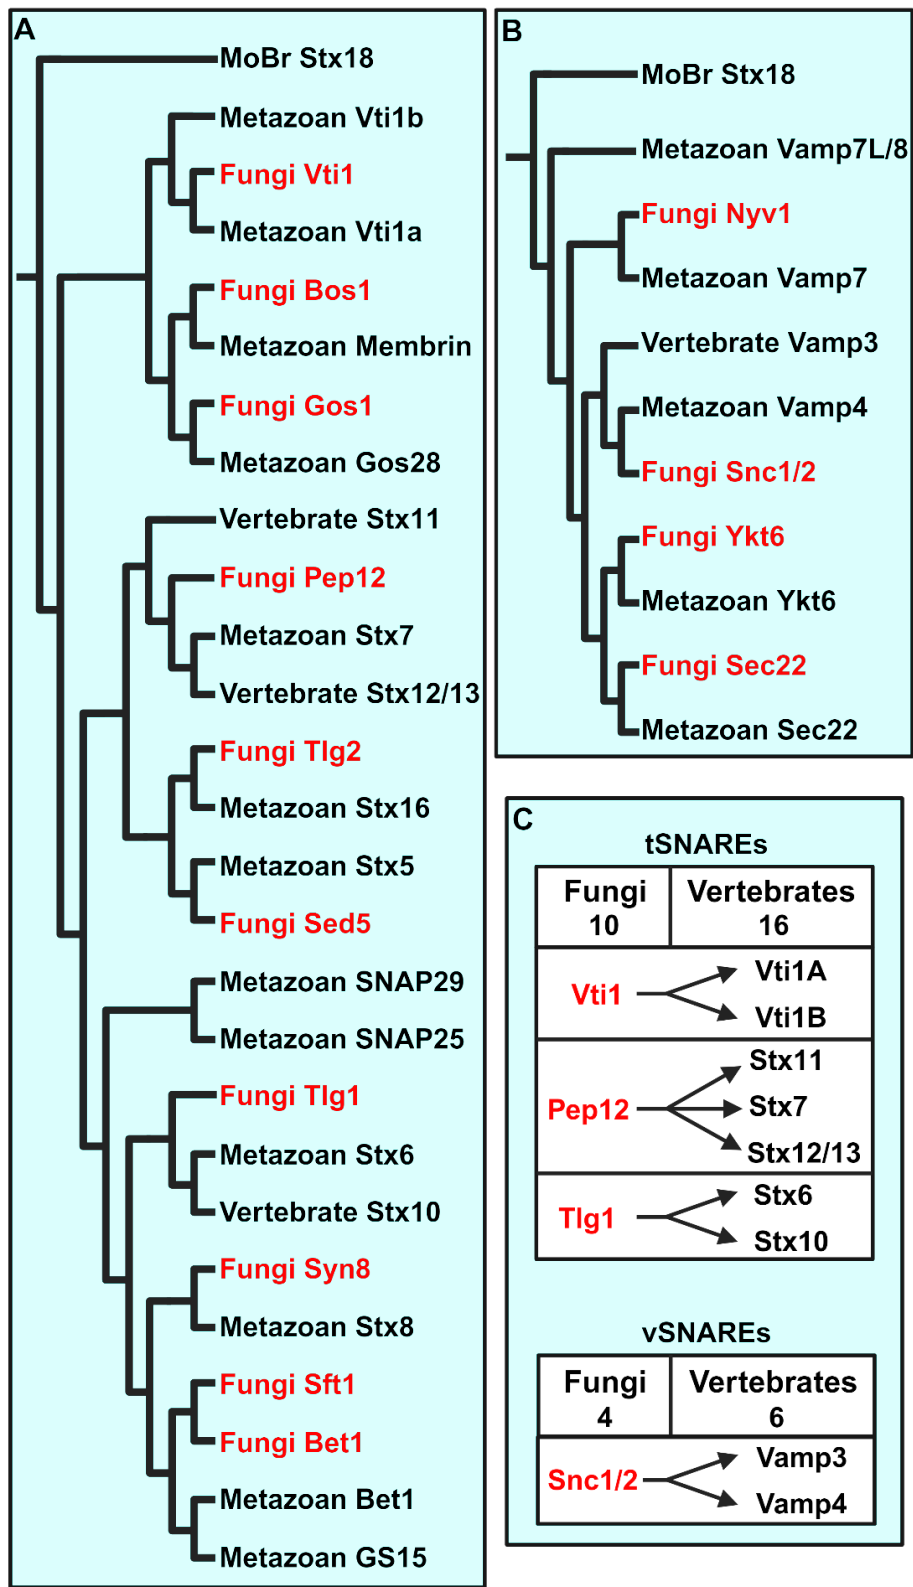 A
MoBr Stx18
Metazoan Vti1b
Fungi Vti1
Metazoan Vti1a
Fungi Bos1
Metazoan Membrin
Fungi Gos1
Metazoan Gos28
Vertebrate Stx11
Fungi Pep12
Metazoan Stx7
Vertebrate Stx12/13
Fungi Tlg2
Metazoan Stx16
Metazoan Stx5
Fungi Sed5
Metazoan SNAP29
Metazoan SNAP25
Fungi Tlg1
Metazoan Stx6
Vertebrate Stx10
Fungi Syn8
Metazoan Stx8
Fungi Sft1
Fungi Bet1
Metazoan Bet1
Metazoan GS15
B
MoBr Stx18
Metazoan Vamp7L/8
Fungi Nyv1
Metazoan Vamp7
Vertebrate Vamp3
Metazoan Vamp4
Fungi Snc1/2
Fungi Ykt6
Metazoan Ykt6
Fungi Sec22
Metazoan Sec22
C
tSNAREs
Fungi Vertebrates
10 16
Vti1
Vti1A
Vti1B
Pep12
Stx11
Stx7
Stx12/13
Tlg1
Stx6
Stx10
vSNAREs
Fungi Vertebrates
4 6
Snc1/2
Vamp3
Vamp4